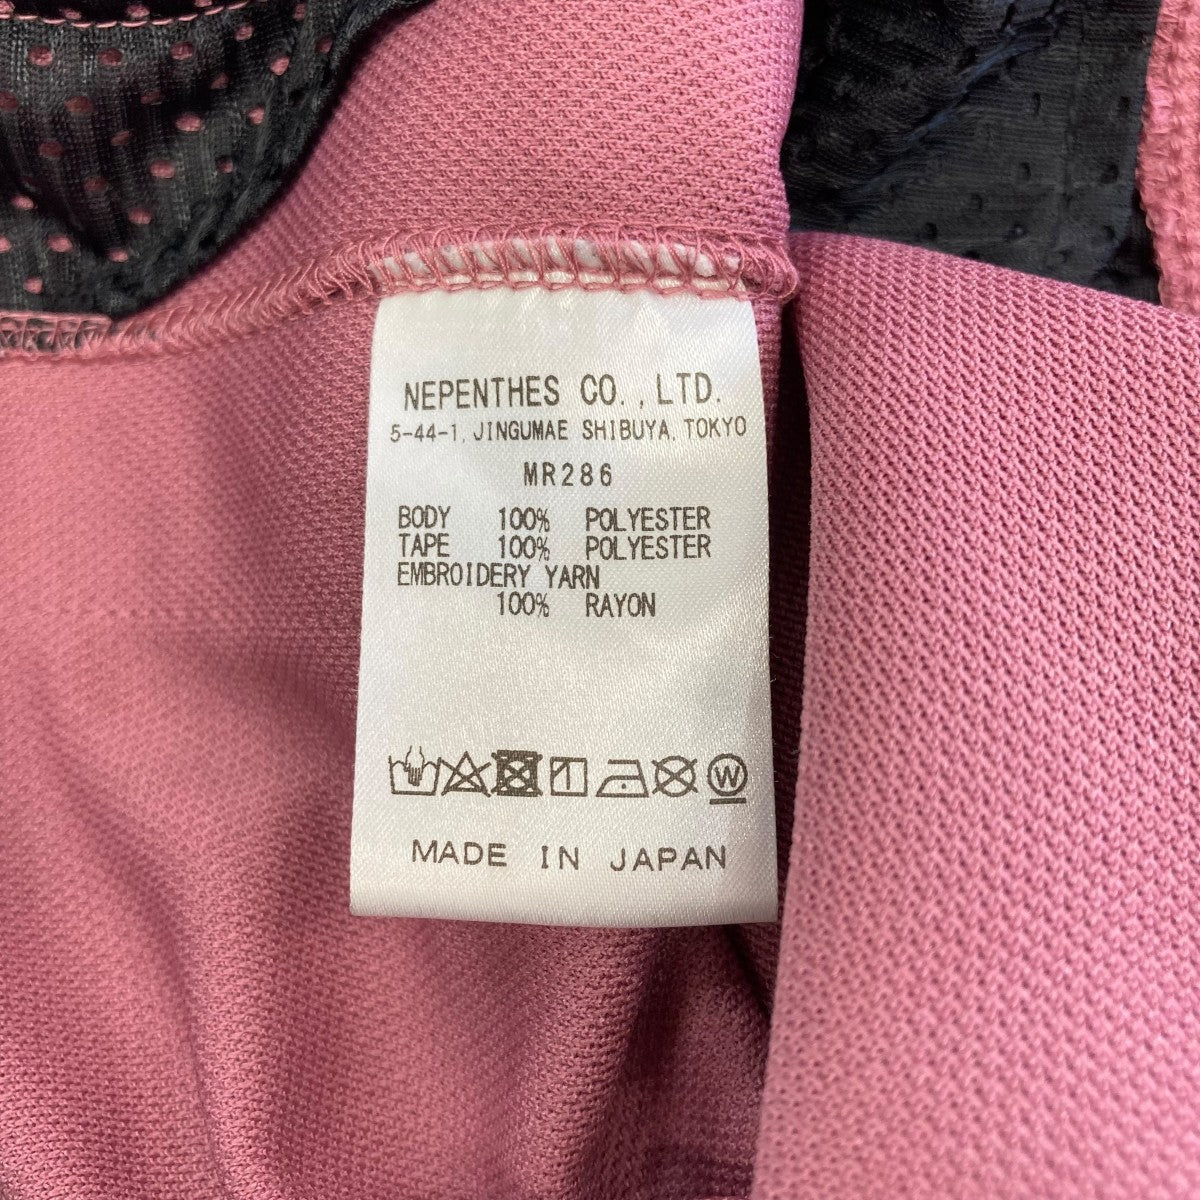 NEPENTHES CO., LTD.
5-44-1, JINGUMAE SHIBUYA, TOKYO
MR286
BODY 100% POLYESTER
TAPE 100% POLYESTER
EMBROIDERY YARN
100% RAYON
W
MADE IN JAPAN